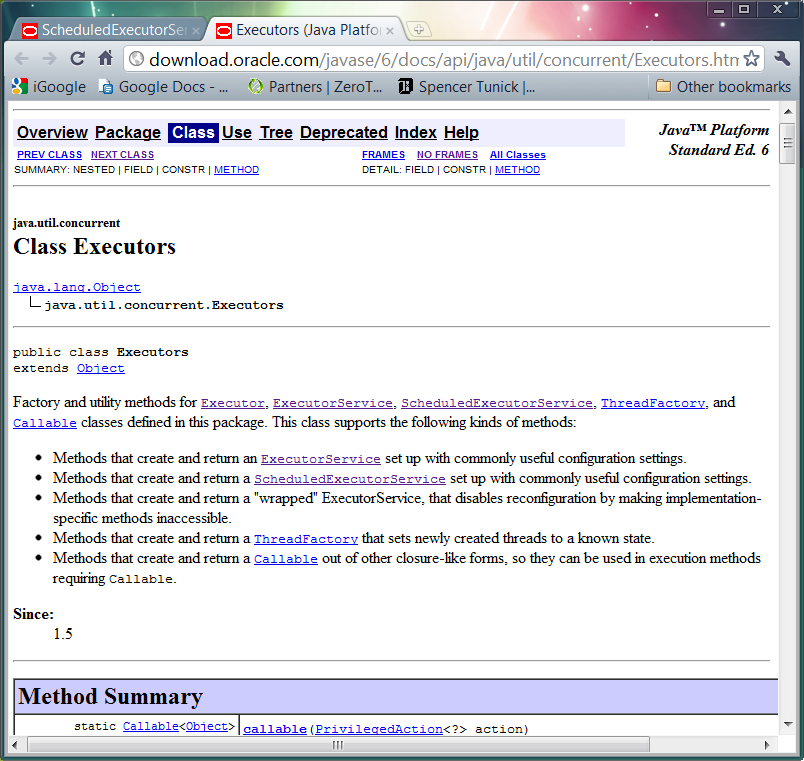 ScheduledExecutorSer
Executors (Java Platfor
download.oracle.com/javase/6/docs/api/java/util/concurrent/Executors.htm
iGoogle Google Docs - ... Partners | ZeroT... Spencer Tunick |... Other bookmarks
Overview Package Class Use Tree Deprecated Index Help
Java™ Platform
Standard Ed. 6
PREV CLASS NEXT CLASS
FRAMES NO FRAMES All Classes
SUMMARY: NESTED | FIELD | CONSTR | METHOD
DETAIL: FIELD | CONSTR | METHOD
java.util.concurrent
Class Executors
java.lang.Object
java.util.concurrent.Executors
public class Executors
extends Object
Factory and utility methods for Executor, ExecutorService, ScheduledExecutorService, ThreadFactory, and
Callable classes defined in this package. This class supports the following kinds of methods:
• Methods that create and return an ExecutorService set up with commonly useful configuration settings.
• Methods that create and return a ScheduledExecutorService set up with commonly useful configuration settings.
• Methods that create and return a "wrapped" ExecutorService, that disables reconfiguration by making implementation-
specific methods inaccessible.
• Methods that create and return a ThreadFactory that sets newly created threads to a known state.
• Methods that create and return a Callable out of other closure-like forms, so they can be used in execution methods
requiring Callable.
Since:
1.5
Method Summary
static Callable<Object> callable(PrivilegedAction<?> action)